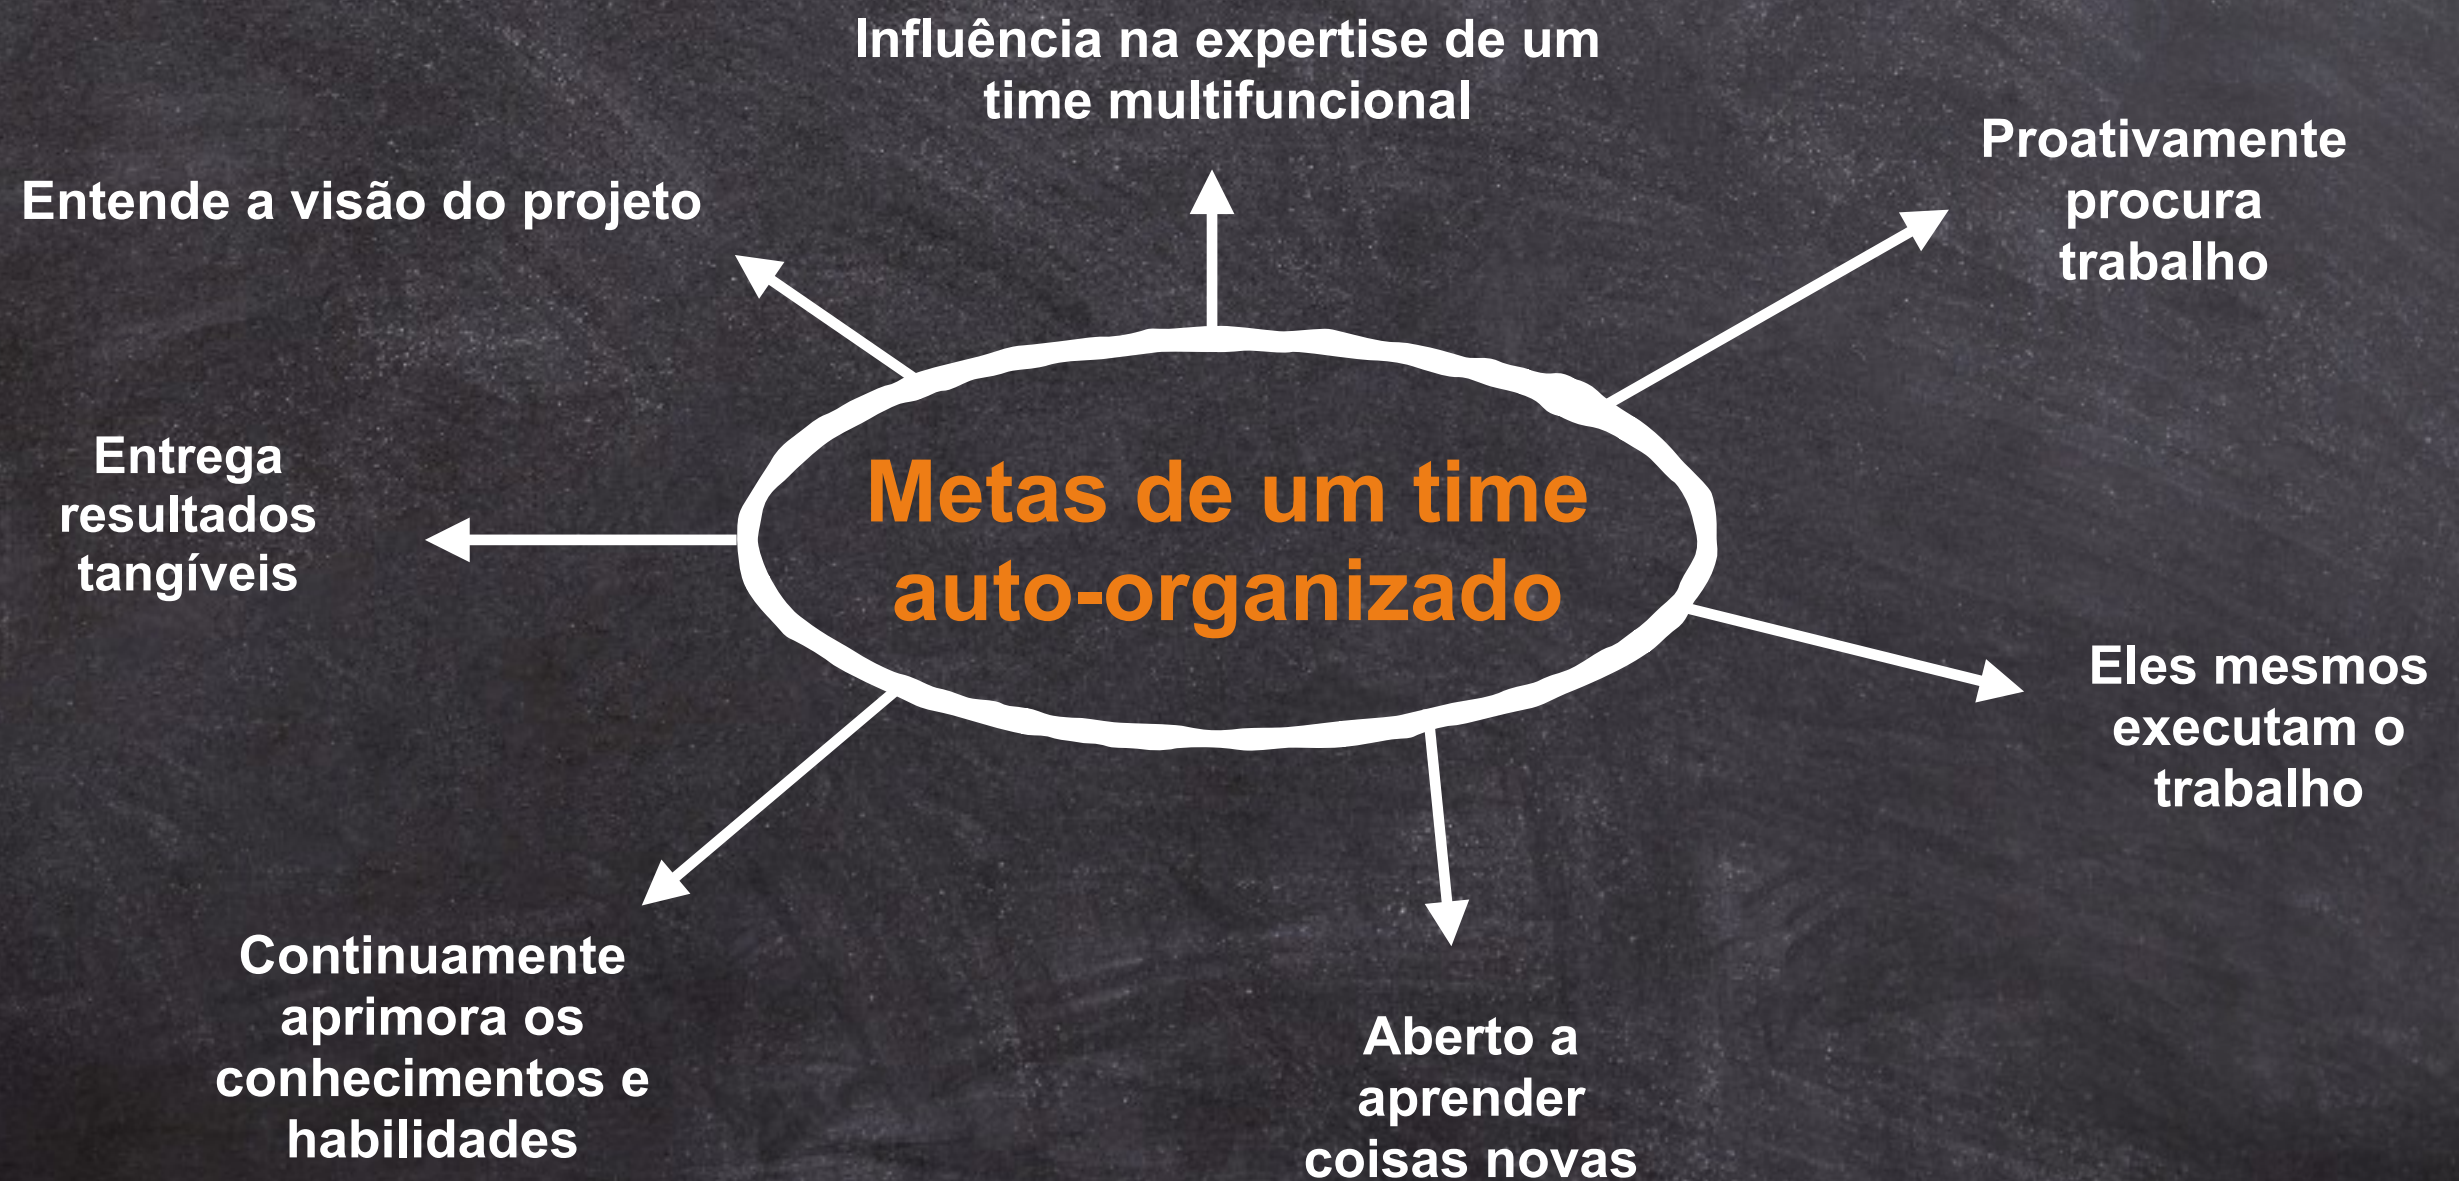 Influência na expertise de um
time multifuncional
Proativamente
procura
trabalho
Entende a visão do projeto
Entrega
resultados
tangíveis
Metas de um time
auto-organizado
Eles mesmos
executam o
trabalho
Continuamente
aprimora os
conhecimentos e
habilidades
Aberto a
aprender
coisas novas